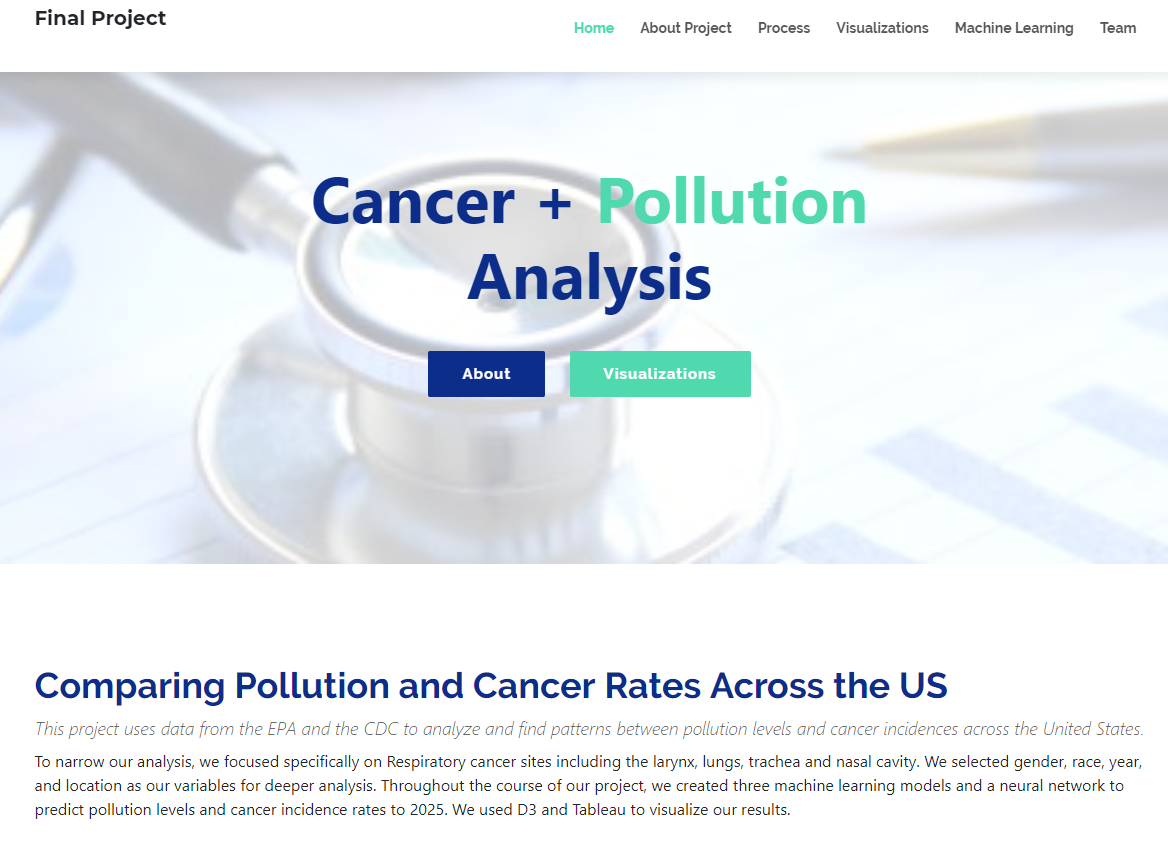 Final Project
Home About Project Process Visualizations Machine Learning Team
Cancer + Pollution
Analysis
About Visualizations
Comparing Pollution and Cancer Rates Across the US
This project uses data from the EPA and the CDC to analyze and find patterns between pollution levels and cancer incidences across the United States.
To narrow our analysis, we focused specifically on Respiratory cancer sites including the larynx, lungs, trachea and nasal cavity. We selected gender, race, year,
and location as our variables for deeper analysis. Throughout the course of our project, we created three machine learning models and a neural network to
predict pollution levels and cancer incidence rates to 2025. We used D3 and Tableau to visualize our results.